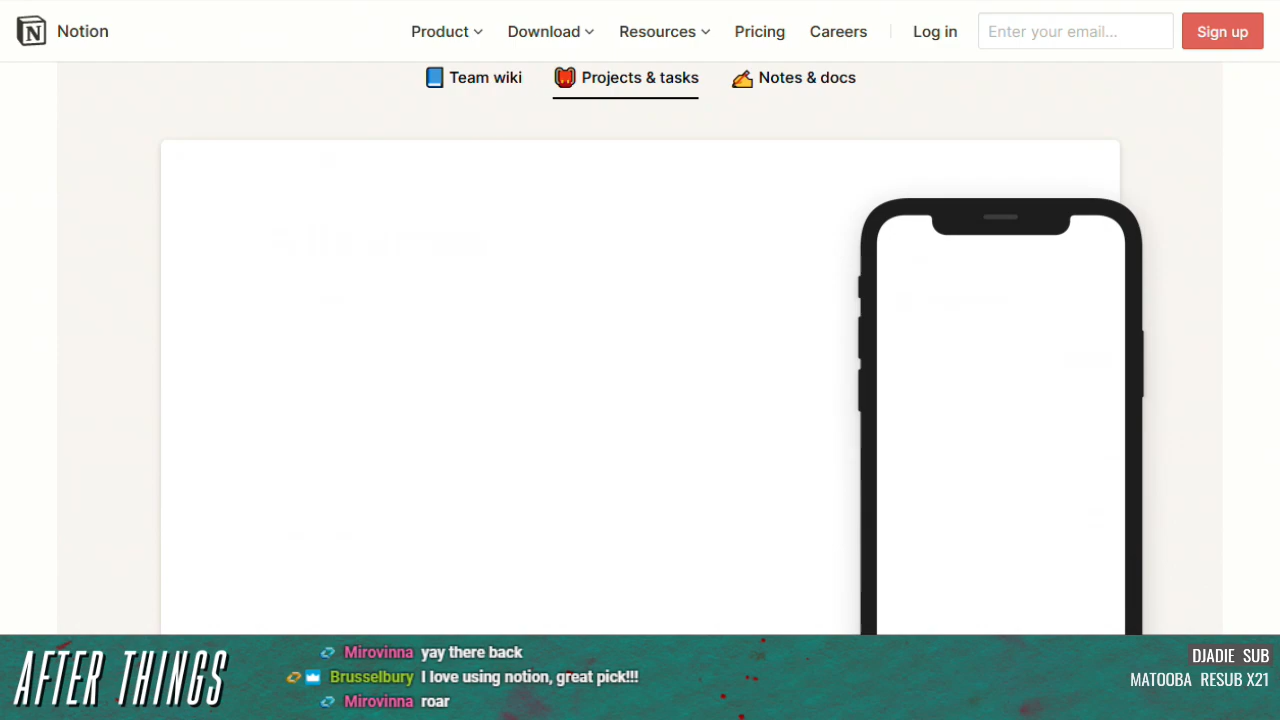 Notion
Product
Download
Resources
Pricing
Careers
Log in
Enter your email...
Sign up
Team wiki
Projects & tasks
Notes & docs
AFTER THINGS
Mirovinna yay there back
Brusselbury I love using notion, great pick!!!
Mirovinna roar
DJADIE SUB
MATOOBA RESUB X21